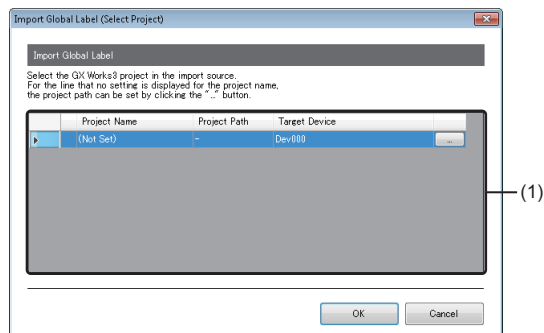 Import Global Label (Select Project)
Import Global Label
Select the GX Works3 project in the import source.
For the line that no setting is displayed for the project name,
the project path can be set by clicking the ".." button.
Project Name Project Path Target Device
(Not Set) - Dev000 ...
(1)
OK Cancel